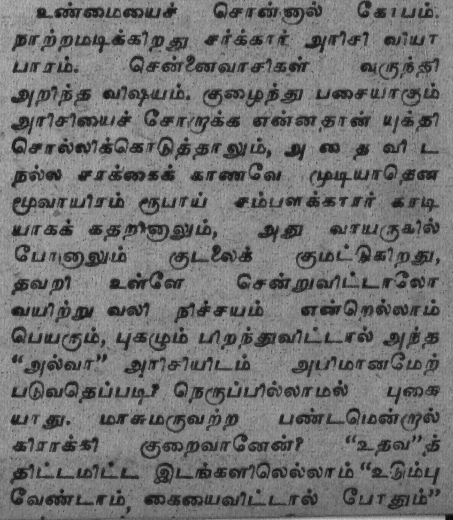 உண்மையைச் சொன்னால் கோபம்.
நாற்றமடிக்கிறது சர்க்கார் அரிசி வியா
பாரம். சென்னைவாசிகள் வருந்தி
அறிந்த விஷயம். குழைந்து பசையாகும்
அரிசியைச் சோறாக்க என்னதான் யுக்தி
சொல்லிக்கொடுத்தாலும், அ தை வி ட
நல்ல சரக்கைக் காணவே முடியாதென
மூவாயிரம் ரூபாய் சம்பளக்காரர் காடி
யாகக் கதறினாலும், அது வாயருகில்
போனாலும் குடலைக் குமட்டுகிறது,
தவறி உள்ளே சென்றுவிட்டாலோ
வயிற்று வலி நிச்சயம் என்றெல்லாம்
பெயரும், புகழும் பிறந்துவிட்டால் அந்த
“அல்வா” அரிசியிடம் அபிமானமேற்
படுவதெப்படி? நெருப்பில்லாமல் புகை
யாது. மாசுமருவற்ற பண்டமென்றால்
கிராக்கி குறைவானேன்? “உதவ”த்
திட்டமிட்ட இடங்களிலெல்லாம் “உடும்பு
வேண்டாம், கையைவிட்டால் போதும்”